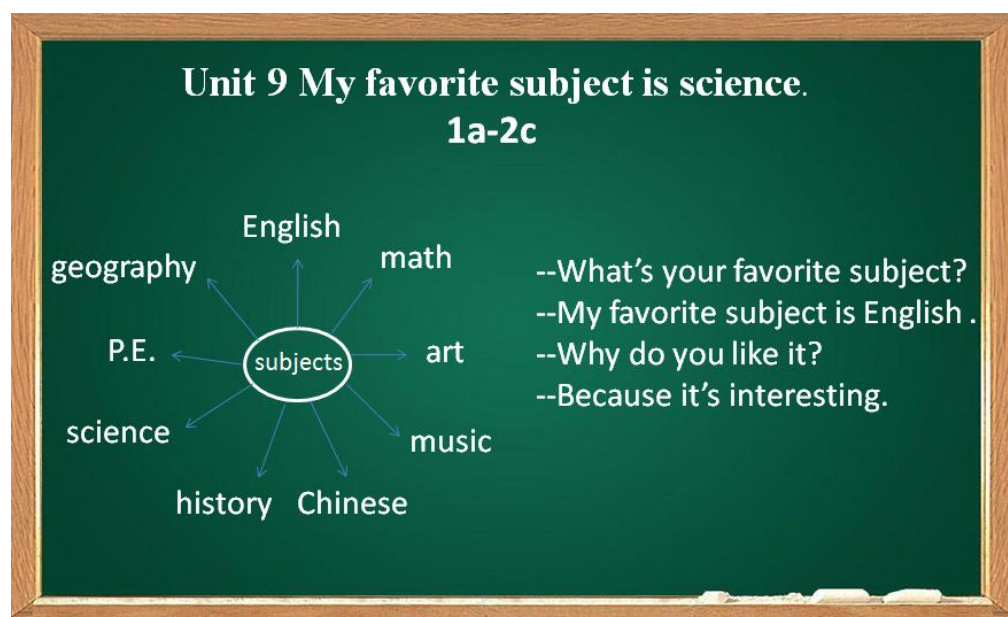 Unit 9 My favorite subject is science.
1a-2c
English
math
geography
P.E.
subjects
art
science
music
history
Chinese
--What's your favorite subject?
--My favorite subject is English .
--Why do you like it?
--Because it's interesting.